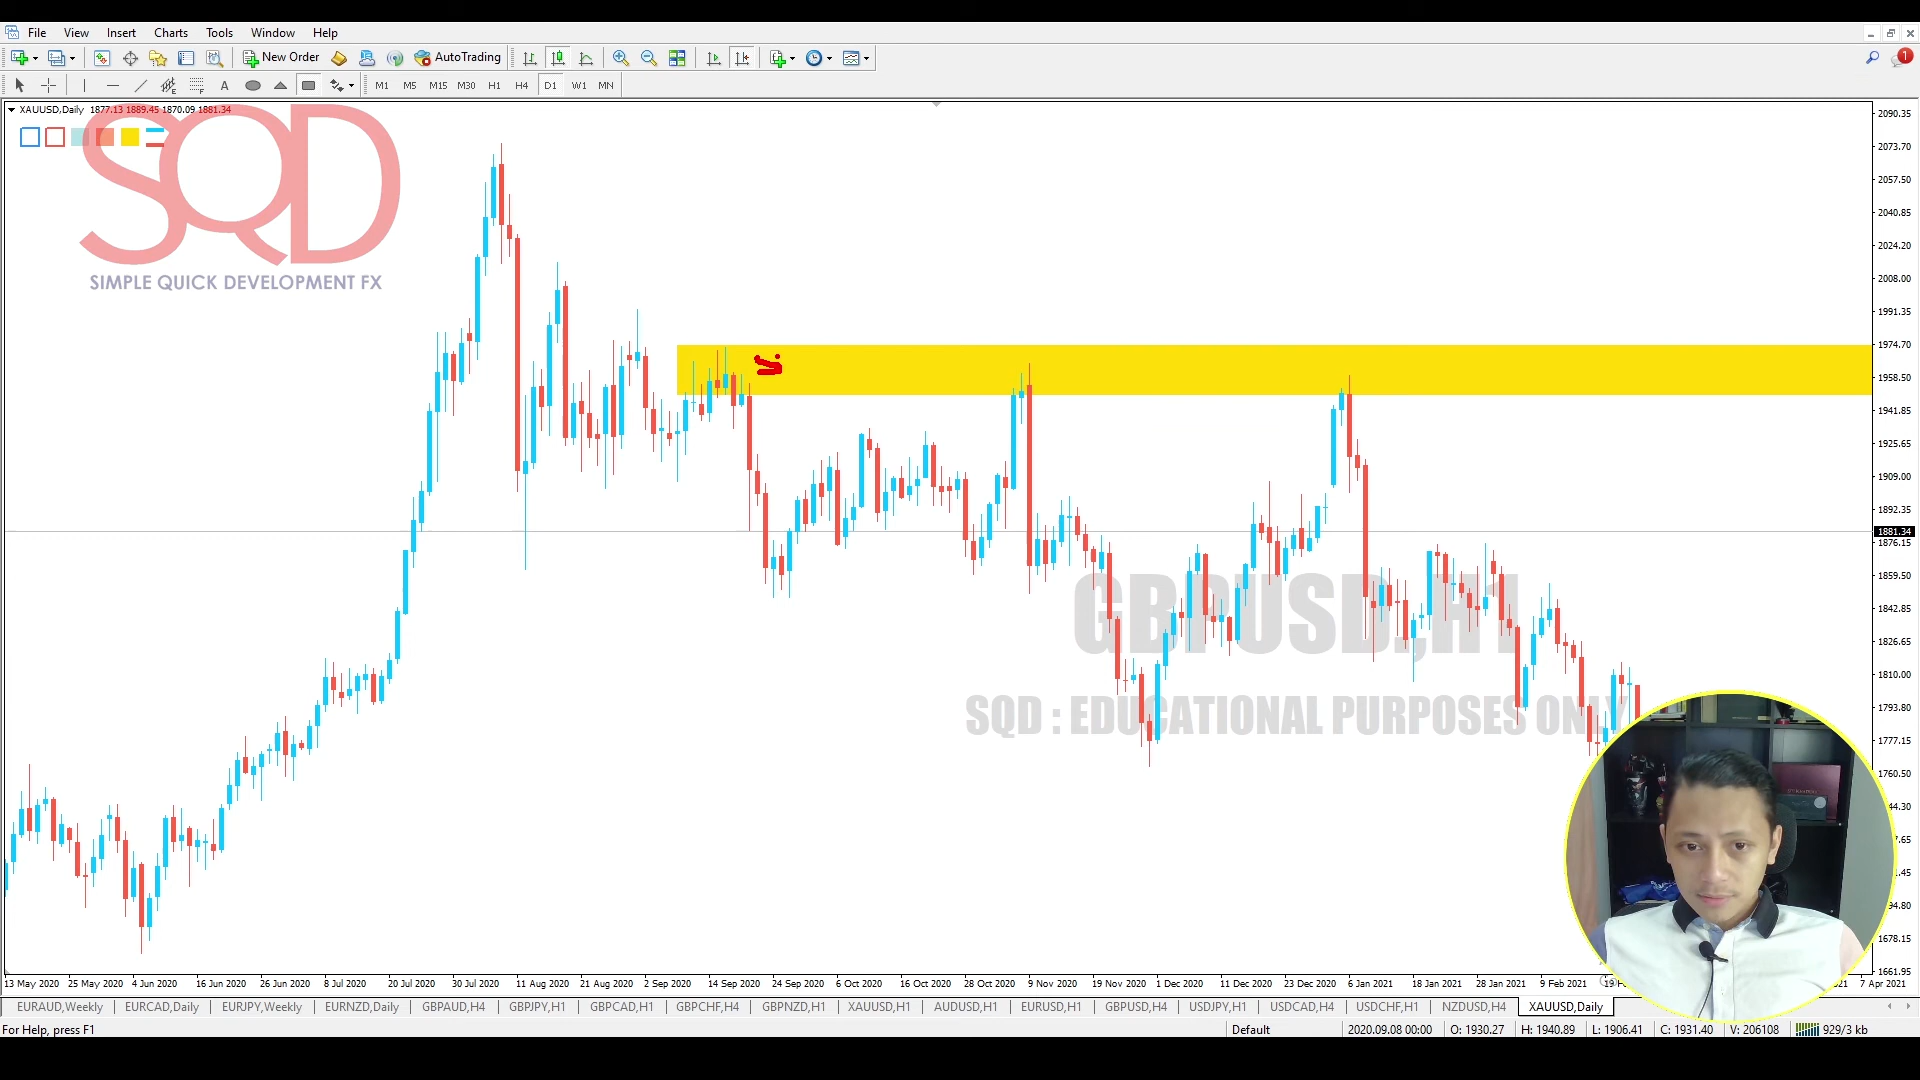 File View Insert Charts Tools Window Help
New Order AutoTrading
A M1 M5 M15 M30 H1 H4 D1 W1 MN
1
XAUUSD,Daily 1877.13 1889.45 1870.09 1881.34
SQD
SIMPLE QUICK DEVELOPMENT FX
2090.35
2073.70
2057.50
2040.85
2024.20
2008.00
1991.35
1974.70
1958.50
1941.85
1925.65
1909.00
1892.35
1881.34
1876.15
1859.50
1842.85
1826.65
1810.00
1793.80
1777.15
1760.50
44.30
1678.15
1661.95
GBPUSD,H1
SQD : EDUCATIONAL PURPOSES ONLY
13 May 2020 25 May 2020 4 Jun 2020 16 Jun 2020 26 Jun 2020 8 Jul 2020 20 Jul 2020 30 Jul 2020 11 Aug 2020 21 Aug 2020 2 Sep 2020 14 Sep 2020 24 Sep 2020 6 Oct 2020 16 Oct 2020 28 Oct 2020 9 Nov 2020 19 Nov 2020 1 Dec 2020 11 Dec 2020 23 Dec 2020 6 Jan 2021 18 Jan 2021 28 Jan 2021 9 Feb 2021 7 Apr 2021
EURAUD,Weekly EURCAD,Daily EURJPY,Weekly EURNZD,Daily GBPAUD,H4 GBPJPY,H1 GBPCAD,H1 GBPCHF,H4 GBPNZD,H1 XAUUSD,H1 AUDUSD,H1 EURUSD,H1 GBPUSD,H4 USDJPY,H1 USDCAD,H4 USDCHF,H1 NZDUSD,H4 XAUUSD,Daily
For Help, press F1 Default 2020.09.08 00:00 O: 1930.27 H: 1940.89 L: 1906.41 C: 1931.40 V: 206108 929/3 kb